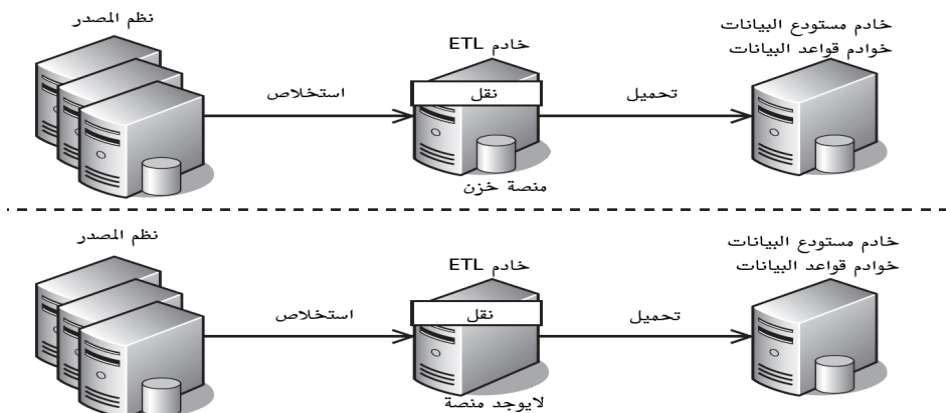 نظم المصدر
خادم مستودع البيانات
خوادم قواعد البيانات
خادم ETL
استخلاص
نقل
تحميل
منصة خزن
نظم المصدر
خادم مستودع البيانات
خوادم قواعد البيانات
خادم ETL
استخلاص
نقل
تحميل
لايوجد منصة